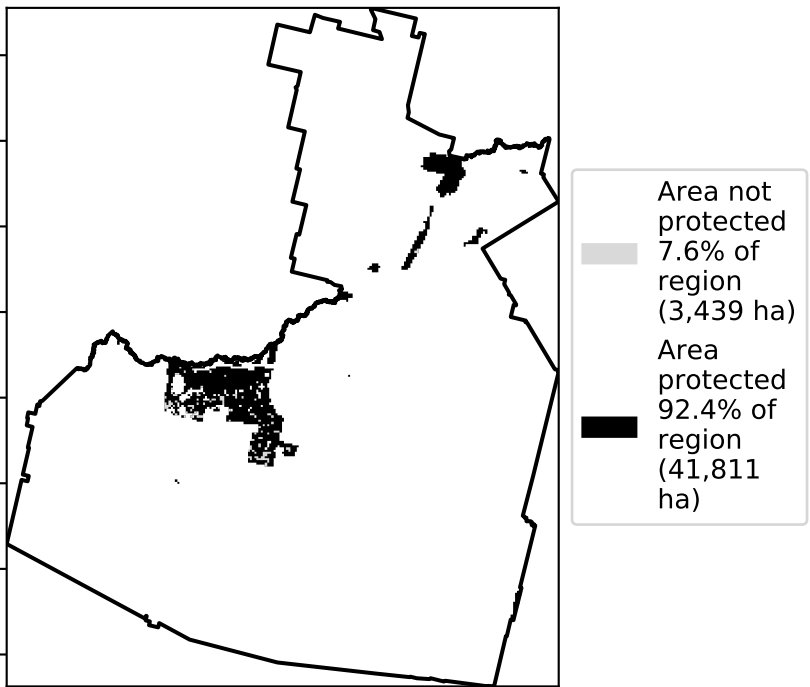 Area not
protected
7.6% of
region
(3,439 ha)
Area
protected
92.4% of
region
(41,811
ha)